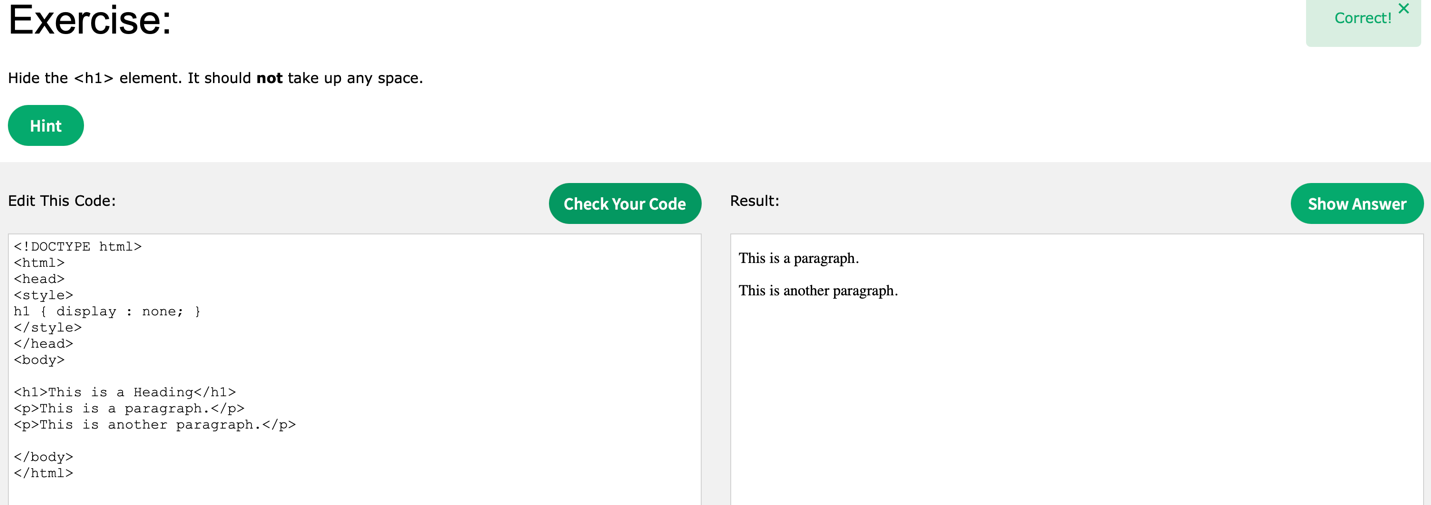 Exercise:
Correct! ×
Hide the <h1> element. It should not take up any space.
Hint
Edit This Code:
Check Your Code
<!DOCTYPE html>
<html>
<head>
<style>
h1 { display : none; }
</style>
</head>
<body>

<h1>This is a Heading</h1>
<p>This is a paragraph.</p>
<p>This is another paragraph.</p>

</body>
</html>
Result:
Show Answer
This is a paragraph.
This is another paragraph.